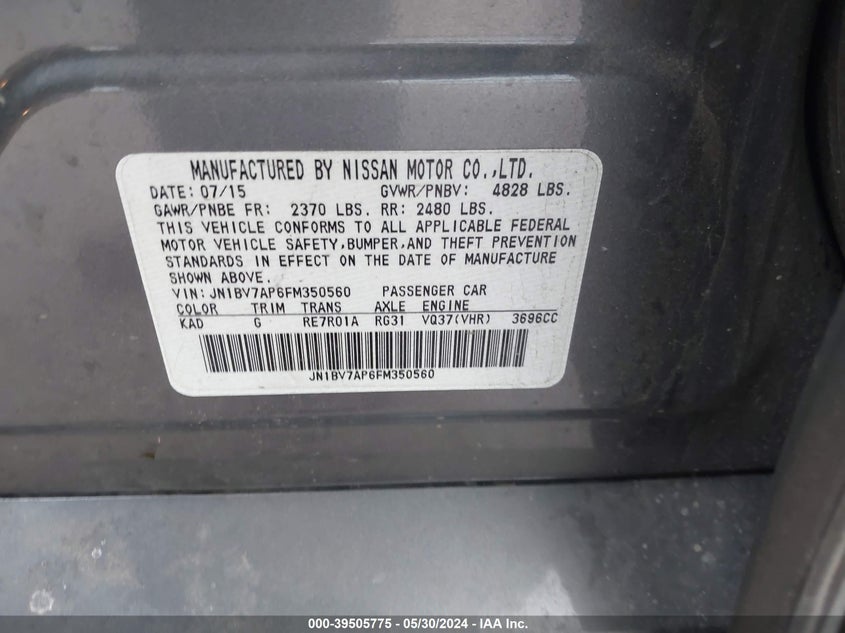 MANUFACTURED BY NISSAN MOTOR CO.,LTD.
DATE: 07/15 GVWR/PNBV: 4828 LBS.
GAWR/PNBE FR: 2370 LBS. RR: 2480 LBS.
THIS VEHICLE CONFORMS TO ALL APPLICABLE FEDERAL
MOTOR VEHICLE SAFETY,BUMPER,AND THEFT PREVENTION
STANDARDS IN EFFECT ON THE DATE OF MANUFACTURE
SHOWN ABOVE.
VIN: JN1BV7AP6FM350560 PASSENGER CAR
COLOR TRIM TRANS AXLE ENGINE
KAD G RE7R01A RG31 VQ37(VHR) 3696CC
JN1BV7AP6FM350560
000-39505775 - 05/30/2024 - IAA Inc.